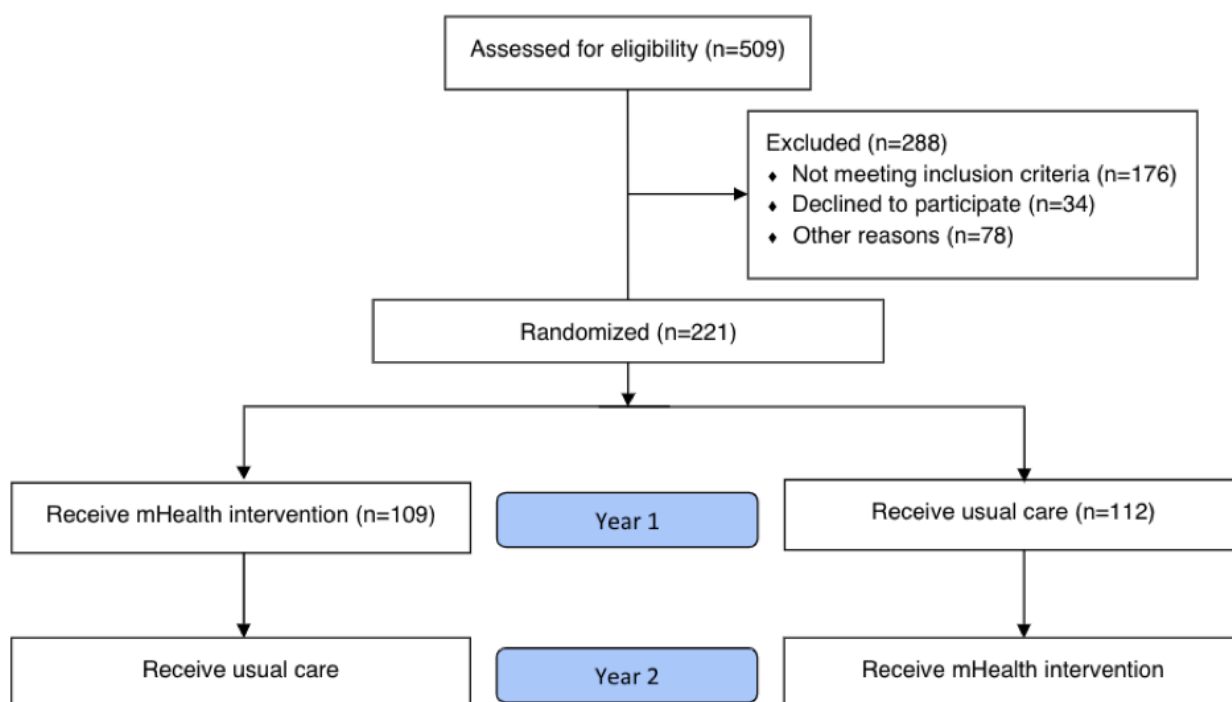 Assessed for eligibility (n=509)
Excluded (n=288)
♦ Not meeting inclusion criteria (n=176)
♦ Declined to participate (n=34)
♦ Other reasons (n=78)
Randomized (n=221)
Receive mHealth intervention (n=109)
Year 1
Receive usual care (n=112)
Receive usual care
Year 2
Receive mHealth intervention